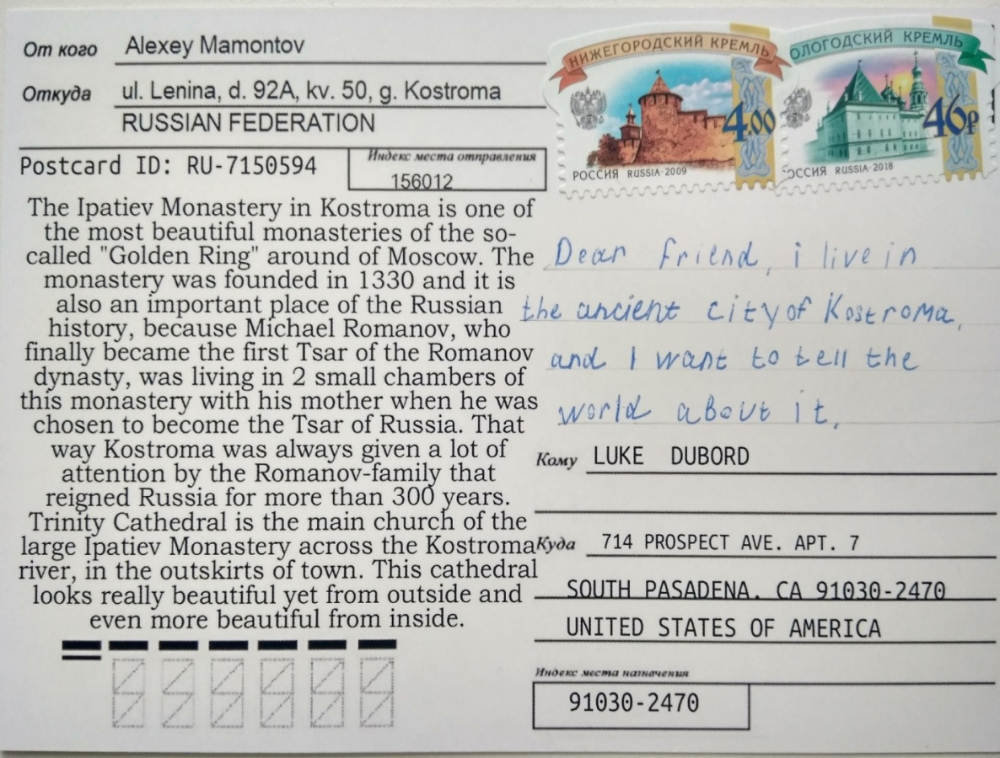 От кого Alexey Mamontov
Откуда ul. Lenina, d. 92A, kv. 50, g. Kostroma
RUSSIAN FEDERATION
Postcard ID: RU-7150594
Индекс места отправления
156012
The Ipatiev Monastery in Kostroma is one of
the most beautiful monasteries of the so-
called "Golden Ring" around of Moscow. The
monastery was founded in 1330 and it is
also an important place of the Russian
history, because Michael Romanov, who
finally became the first Tsar of the Romanov
dynasty, was living in 2 small chambers of
this monastery with his mother when he was
chosen to become the Tsar of Russia. That
way Kostroma was always given a lot of
attention by the Romanov-family that
reigned Russia for more than 300 years.
Trinity Cathedral is the main church of the
large Ipatiev Monastery across the Kostroma
river, in the outskirts of town. This cathedral
looks really beautiful yet from outside and
even more beautiful from inside.
НИЖЕГОРОДСКИЙ КРЕМЛЬ
4.00
РОССИЯ RUSSIA·2009
ОЛОГОДСКИЙ КРЕМЛЬ
46₽
ОССИЯ RUSSIA·2018
Dear friend, i live in
the ancient city of Kostroma,
and I want to tell the
world about it.
Кому LUKE DUBORD
Куда 714 PROSPECT AVE. APT. 7
SOUTH PASADENA. CA 91030-2470
UNITED STATES OF AMERICA
Индекс места назначения
91030-2470